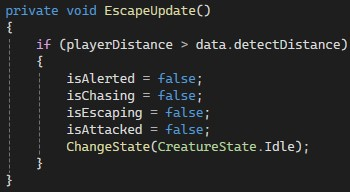 private void EscapeUpdate()
{
    if (playerDistance > data.detectDistance)
    {
        isAlerted = false;
        isChasing = false;
        isEscaping = false;
        isAttacked = false;
        ChangeState(CreatureState.Idle);
    }
}